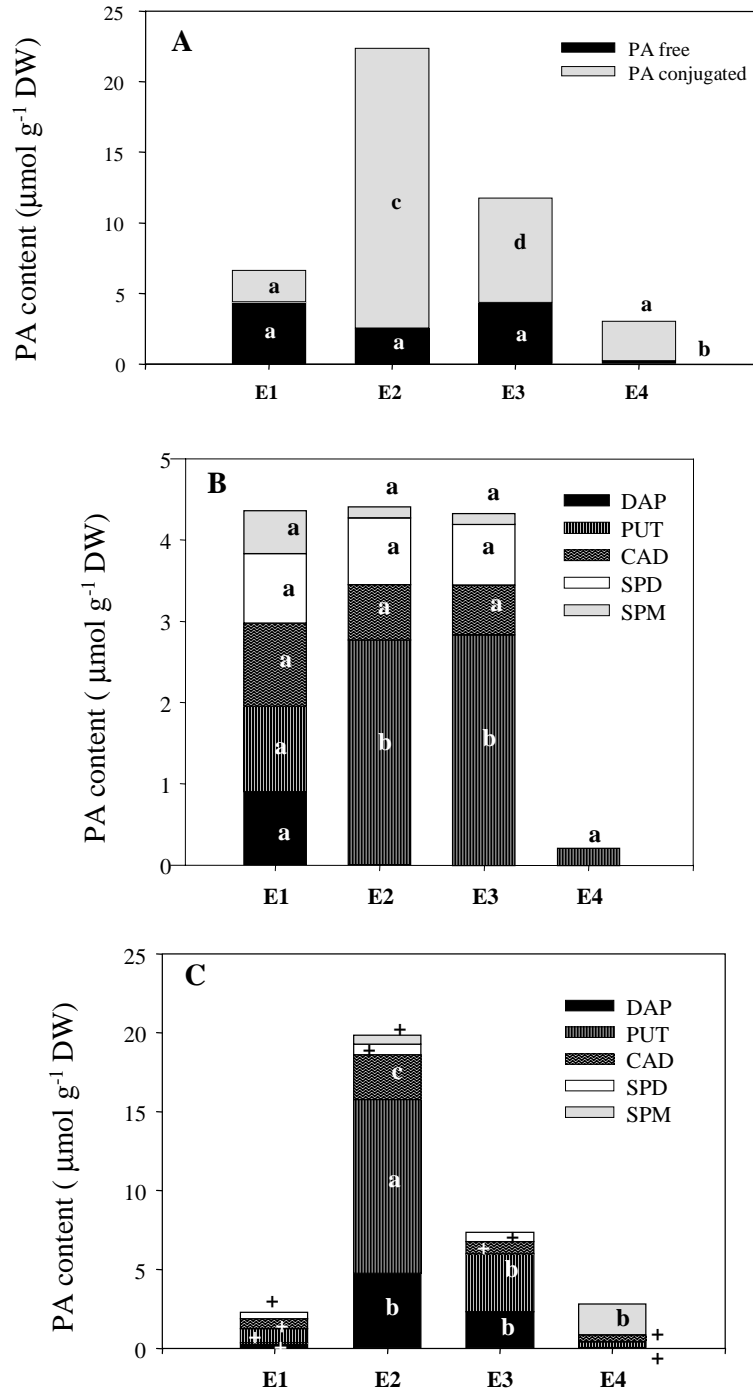 A
PA free
PA conjugated
PA content (µmol g-1 DW)
25
20
15
10
5
0
c
d
a
a
a
a
a
b
E1 E2 E3 E4
B
DAP
PUT
CAD
SPD
SPM
PA content ( µmol g-1 DW)
5
4
3
2
1
0
a a
a
a a a
a a a
a b b
a
a
E1 E2 E3 E4
C
DAP
PUT
CAD
SPD
SPM
PA content ( µmol g-1 DW)
25
20
15
10
5
0
+
+
c
a
b
+
+
b
b
+
+
+
+
b
+
+
E1 E2 E3 E4